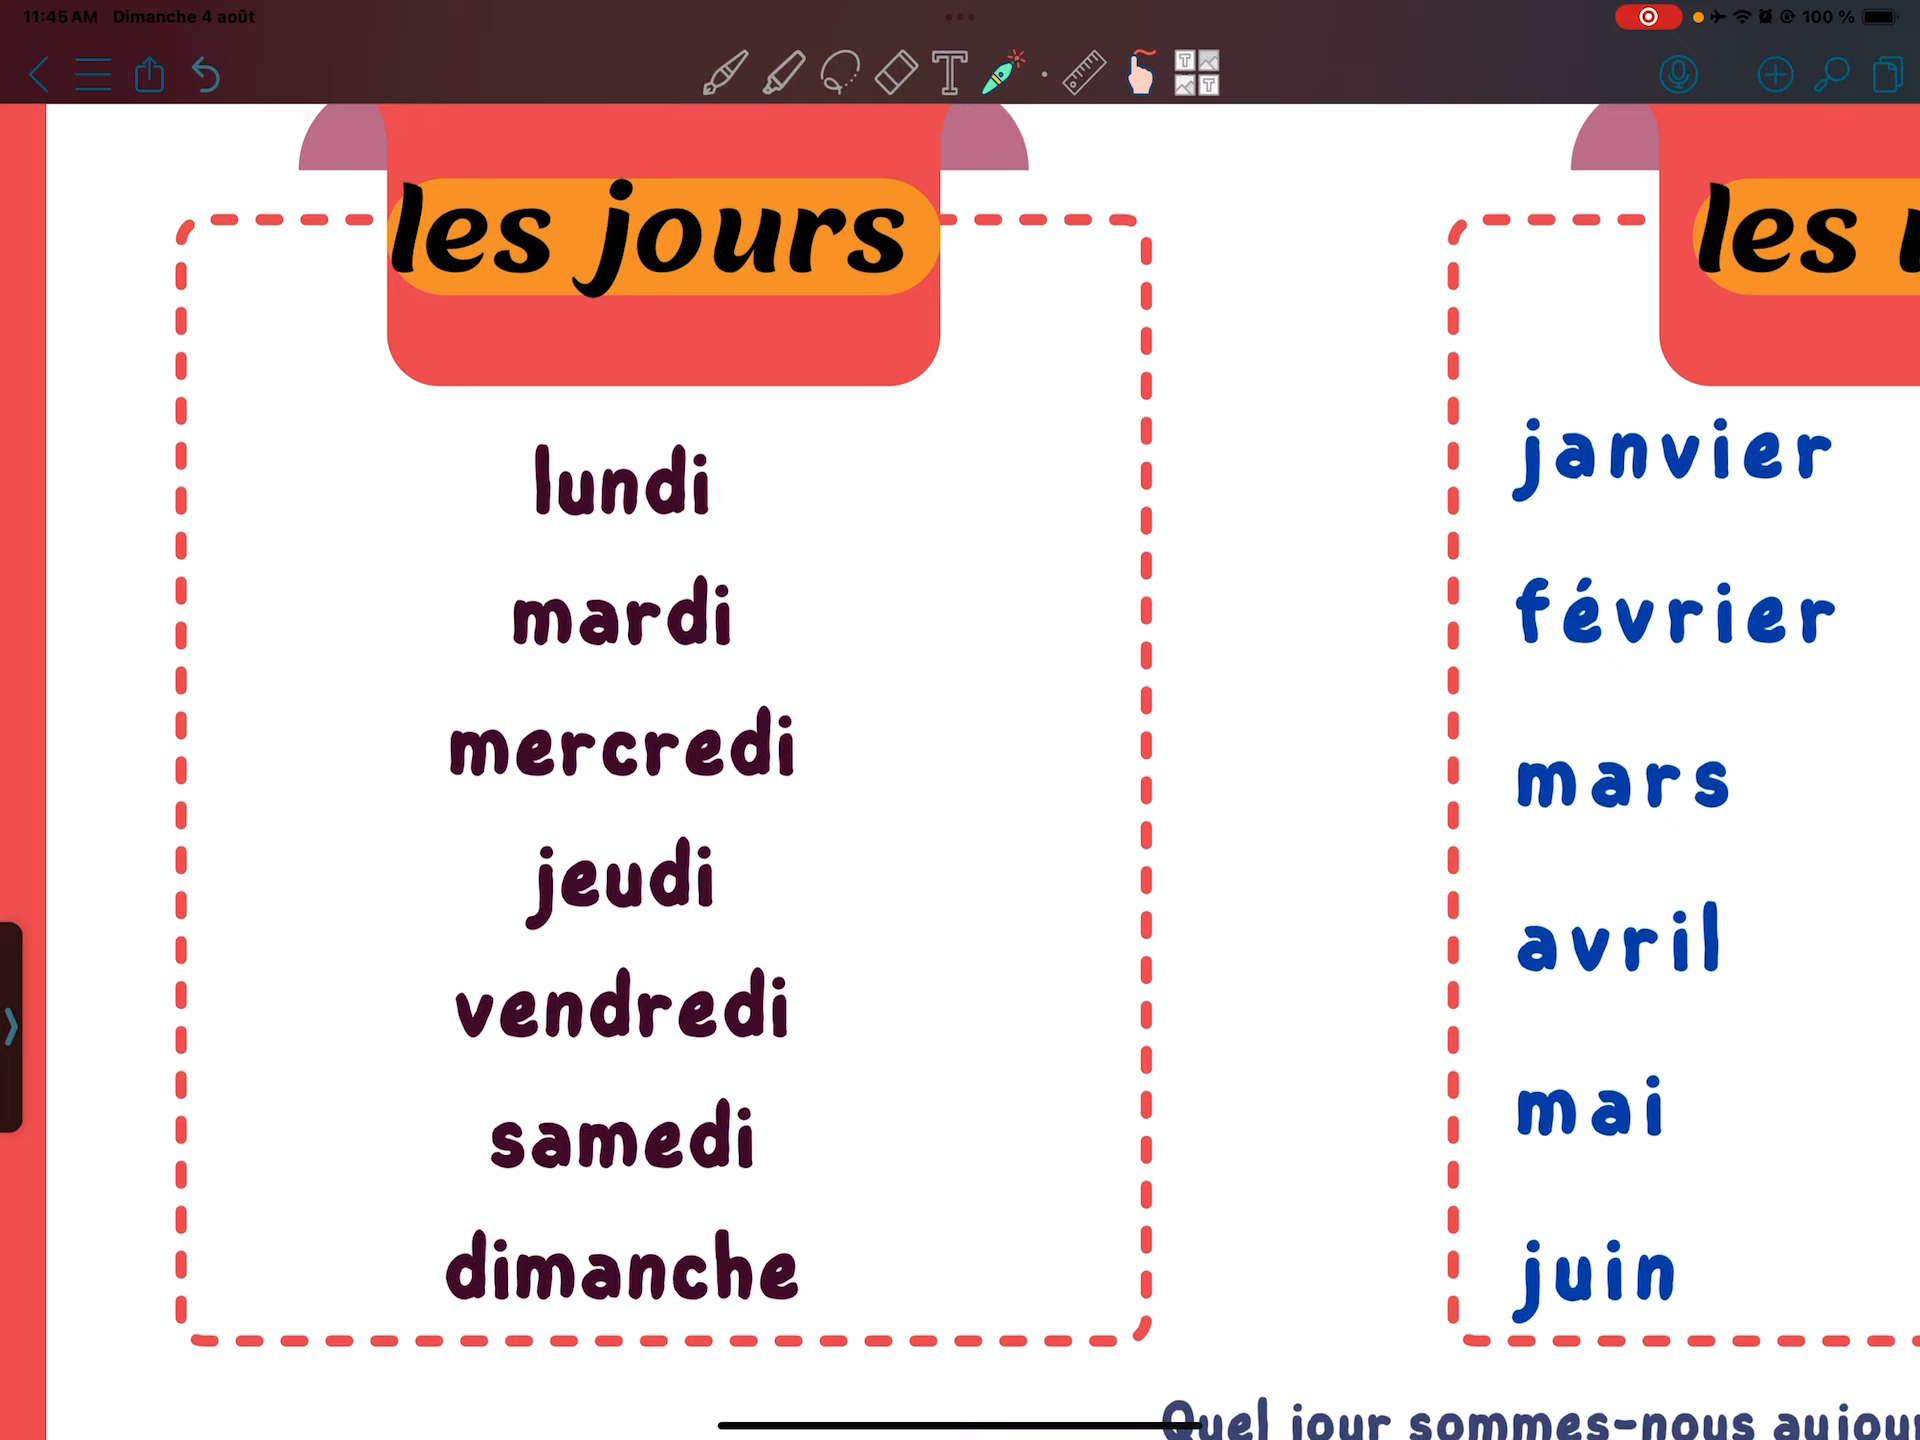 11:45 AM Dimanche 4 août
100 %
les jours
lundi
mardi
mercredi
jeudi
vendredi
samedi
dimanche
les
janvier
février
mars
avril
mai
juin
Quel jour sommes-nous